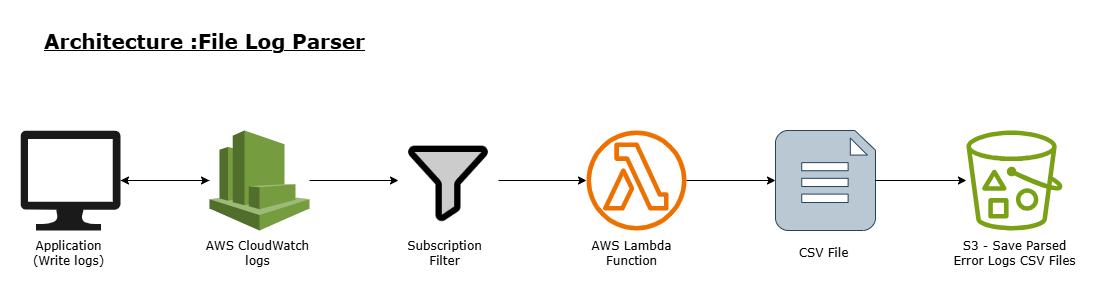 Architecture :File Log Parser
Application
(Write logs)
AWS CloudWatch
logs
Subscription
Filter
AWS Lambda
Function
CSV File
S3 - Save Parsed
Error Logs CSV Files